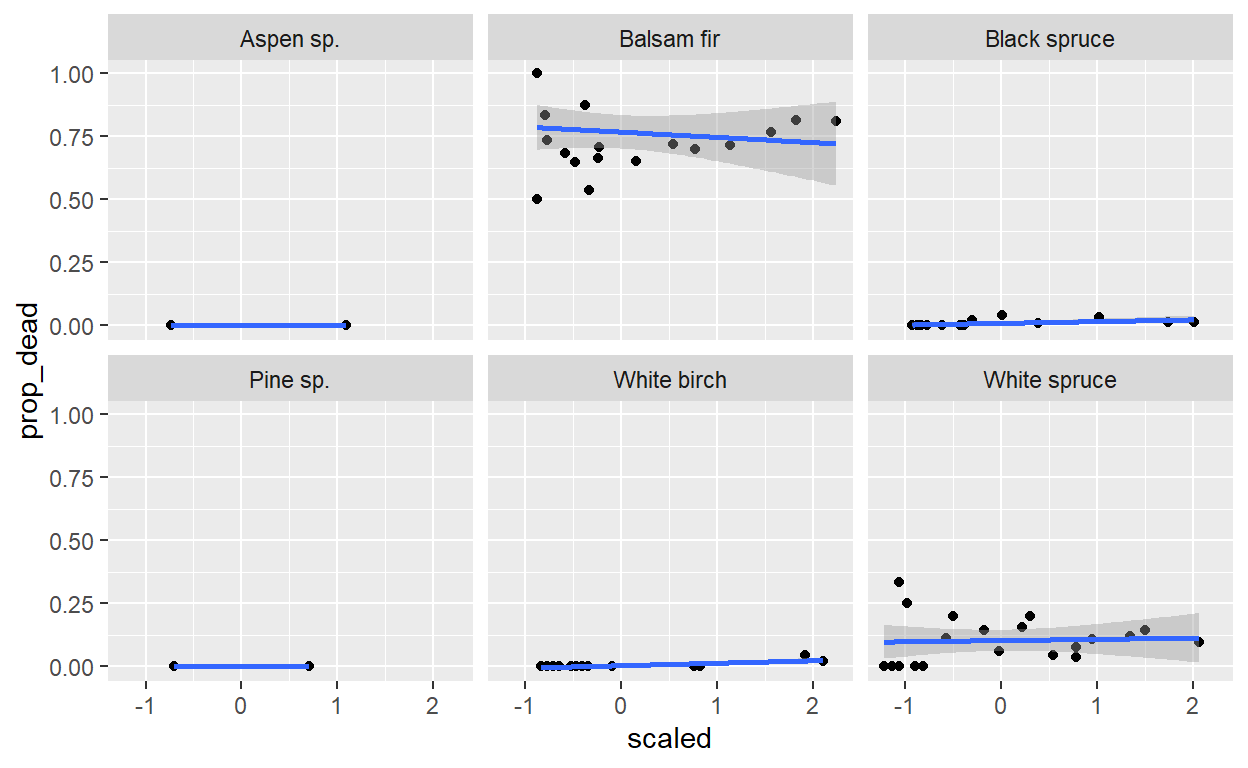 Aspen sp. Balsam fir Black spruce
1.00
0.75
0.50
0.25
0.00
Pine sp. White birch White spruce
1.00
0.75
0.50
0.25
0.00
-1 0 1 2 -1 0 1 2 -1 0 1 2
scaled
prop_dead